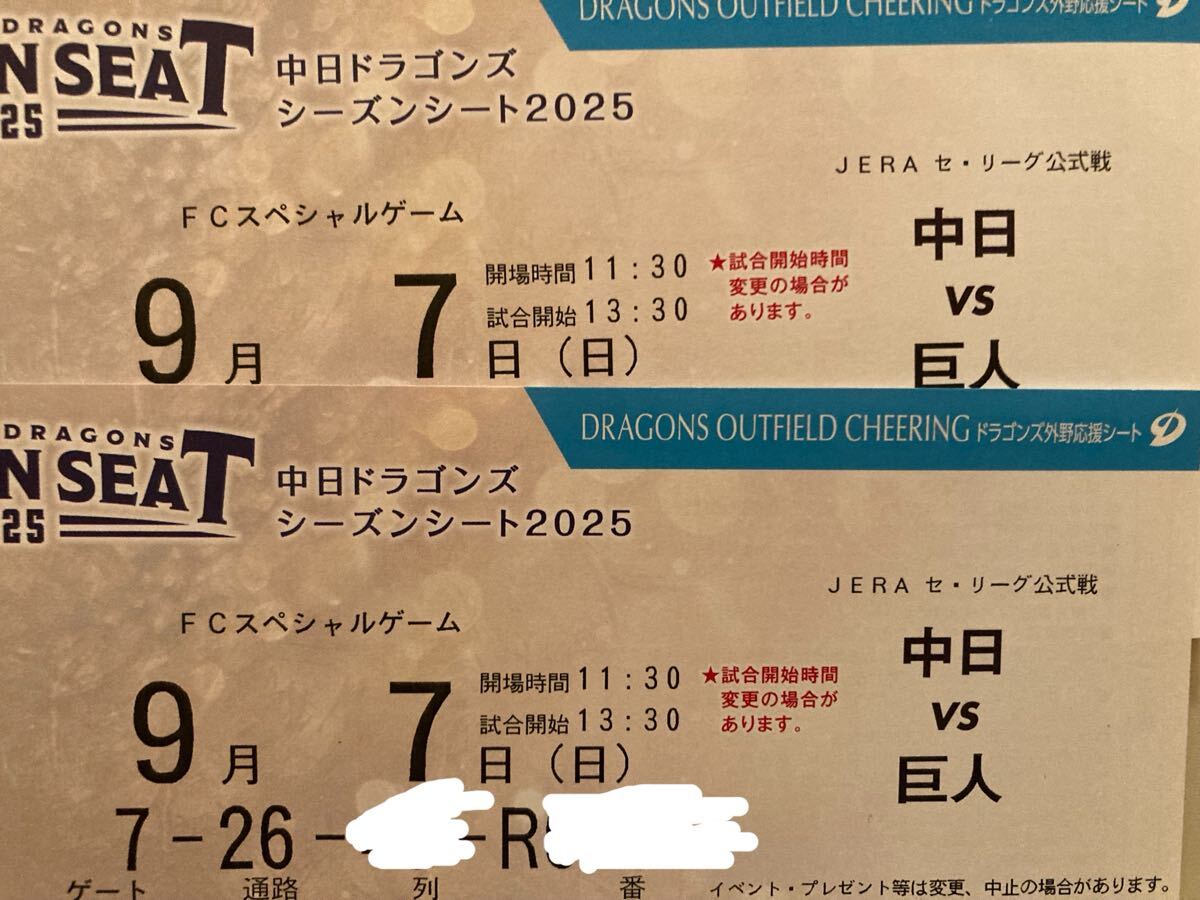 DRAGONS OUTFIELD CHEERING ドラゴンズ外野応援シート
DRAGONS
N SEAT
25
中日ドラゴンズ
シーズンシート2025
JERA セ・リーグ公式戦
FCスペシャルゲーム
中日
vs
巨人
開場時間 11:30
試合開始 13:30
★試合開始時間
変更の場合が
あります。
9月 7日(日)
DRAGONS OUTFIELD CHEERING ドラゴンズ外野応援シート
DRAGONS
N SEAT
25
中日ドラゴンズ
シーズンシート2025
JERA セ・リーグ公式戦
FCスペシャルゲーム
中日
vs
巨人
開場時間 11:30
試合開始 13:30
★試合開始時間
変更の場合が
あります。
9月 7日(日)
7-26- -R
ゲート 通路 列 番
イベント・プレゼント等は変更、中止の場合があります。